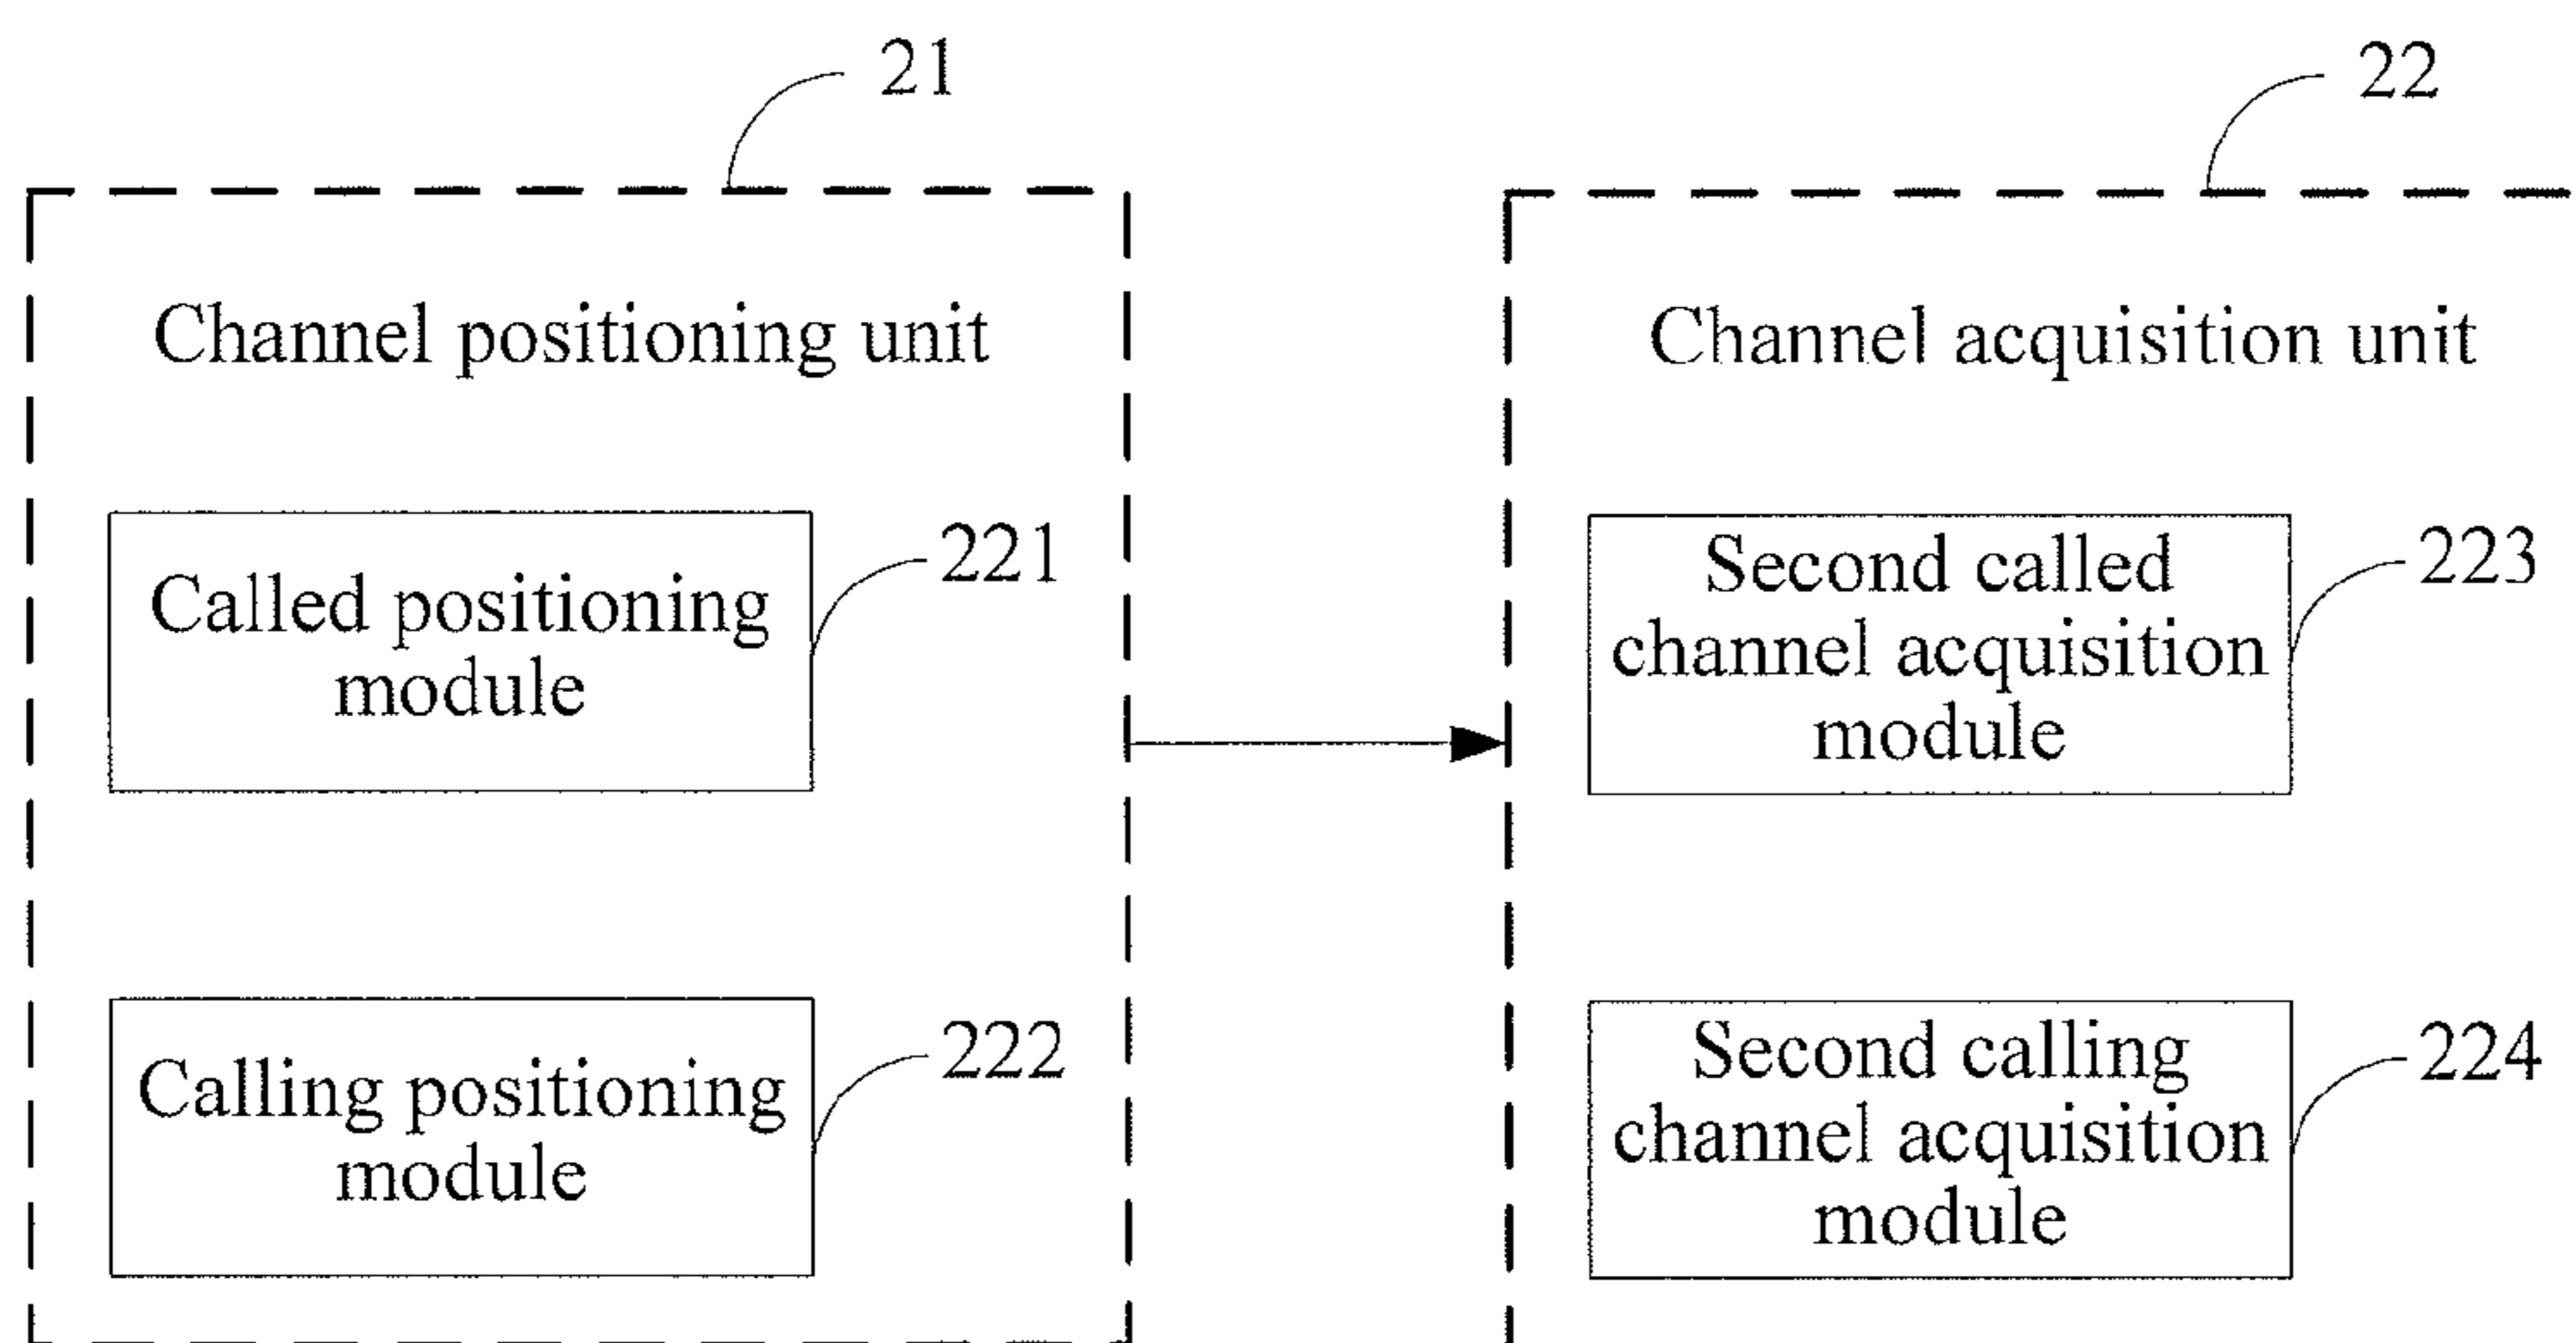 21
22
Channel positioning unit
Channel acquisition unit
Called positioning
module
221
Second called
channel acquisition
module
223
Calling positioning
module
222
Second calling
channel acquisition
module
224